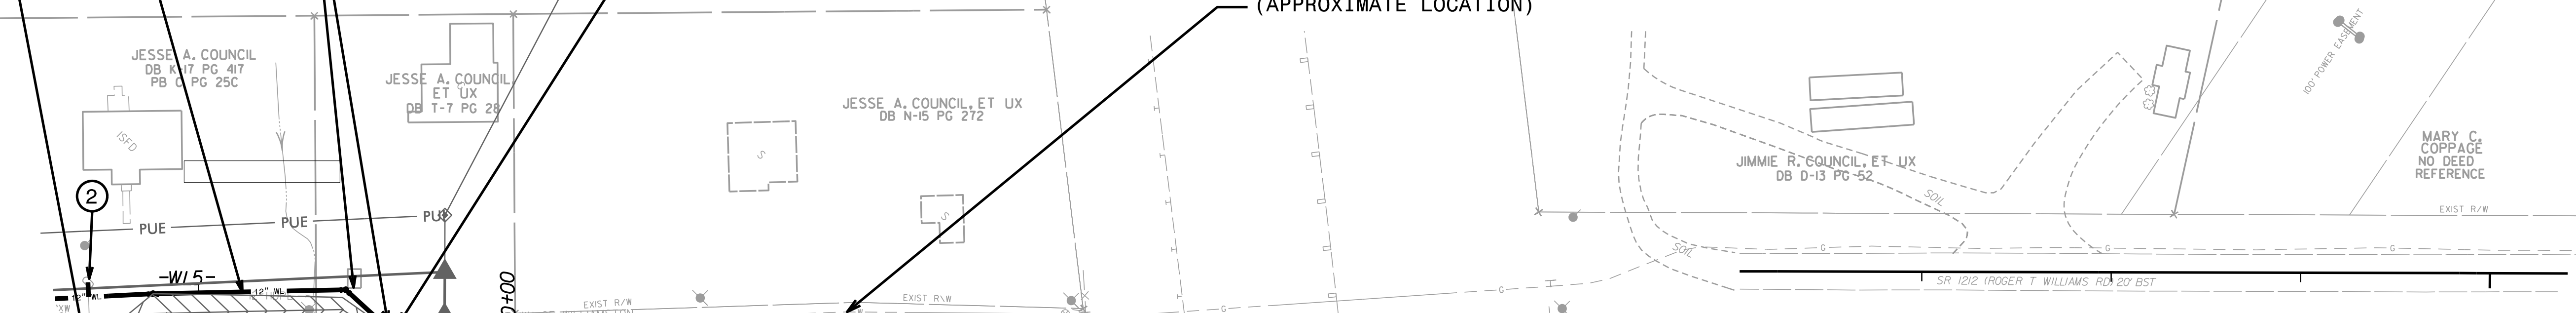 (APPROXIMATE LOCATION)
JESSE A. COUNCIL
DB K-17 PG 417
PB C PG 25C
JESSE A. COUNCIL
ET UX
DB T-7 PG 28
JESSE A. COUNCIL, ET UX
DB N-15 PG 272
100' POWER EASEMENT
MARY C.
COPPAGE
NO DEED
REFERENCE
JIMMIE R. COUNCIL, ET UX
DB D-13 PG 52
ISFD
S
S
SOIL
SOIL
2
PUE
PUE
PUE
EXIST R/W
G
G
G
-WL5-
12" WL
12" WL
0+00
EXIST R/W
EXIST R/W
G
G
SR 1212 (ROGER T WILLIAMS RD) 20' BST